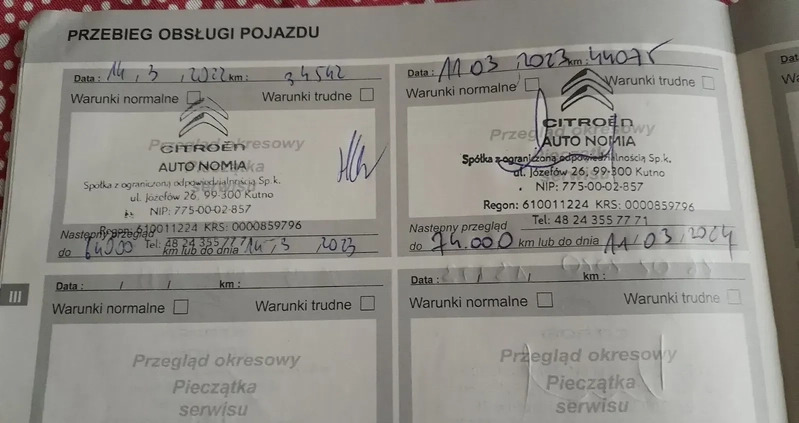 PRZEBIEG OBSŁUGI POJAZDU
Data : 14, 3, 2022 km : 34542
Warunki normalne Warunki trudne
Przegląd okresowy
Pieczątka
serwisu
CITROËN
AUTO NOMIA
Spółka z ograniczoną odpowiedzialnością Sp.k.
ul. Józefów 26, 99-300 Kutno
NIP: 775-00-02-857
Regon: 610011224 KRS: 0000859796
Tel: 48 24 355 77 71
Następny przegląd
do 64000 km lub do dnia 14, 3 2023
Data : 11 03, 2023 km : 44075
Warunki normalne Warunki trudne
Przegląd okresowy
Pieczątka
CITROËN
AUTO NOMIA
Spółka z ograniczoną odpowiedzialnością Sp.k.
ul. Józefów 26, 99-300 Kutno
NIP: 775-00-02-857
Regon: 610011224 KRS: 0000859796
Tel: 48 24 355 77 71
Następny przegląd
do 74.000 km lub do dnia 11/03,2024
III
Data : / / km :
Warunki normalne Warunki trudne
Przegląd okresowy
Pieczątka
serwisu
Data : / / km :
Warunki normalne Warunki trudne
Przegląd okresowy
Pieczątka
serwisu